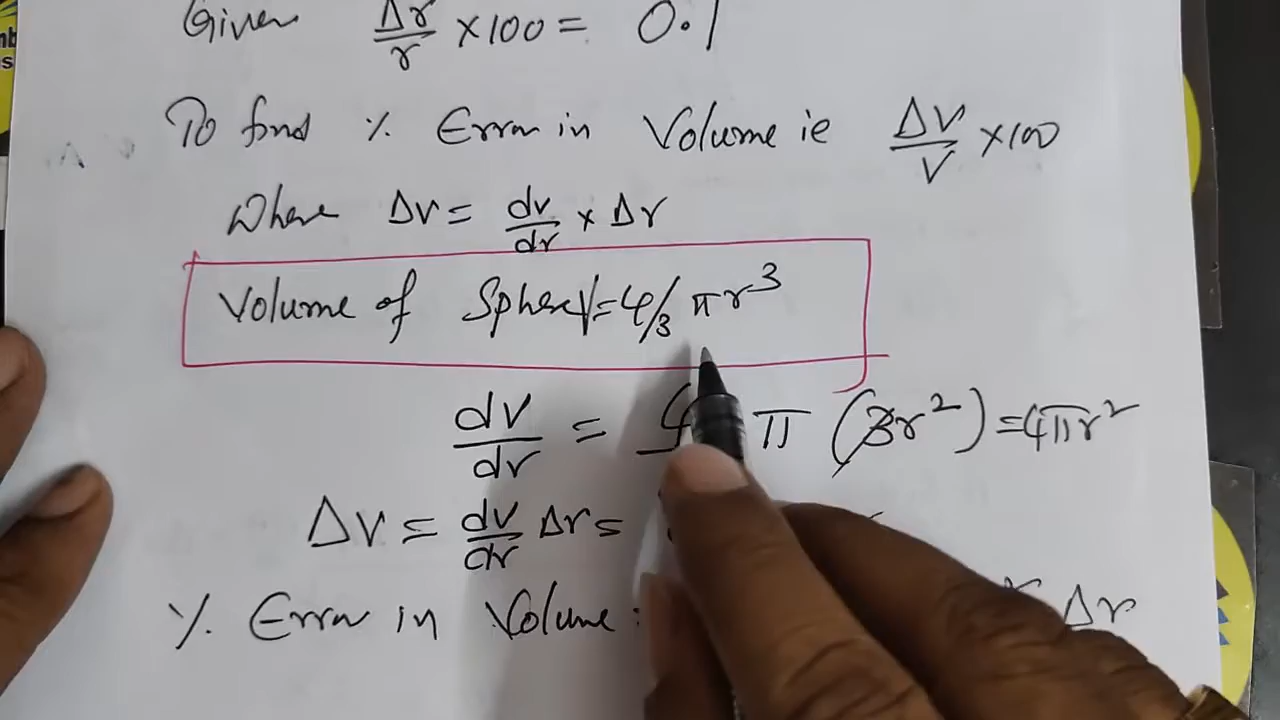 Given Δr/r ×100 = 0.1
To find % Error in Volume ie ΔV/V ×100
Where Δv = dv/dr × Δr
Volume of Sphere V=4/3 πr³
dv/dr = 4 π (3r²) =4πr²
ΔV = dv/dr Δr =
% Error in Volume : Δr